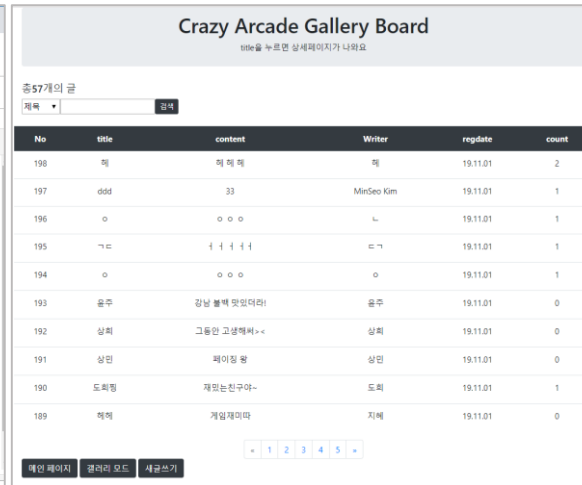 Crazy Arcade Gallery Board
title을 누르면 상세페이지가 나와요
총57개의 글
제목 ▼ 검색
No title content Writer regdate count
198 헤 헤 헤 헤 헤 19.11.01 2
197 ddd 33 MinSeo Kim 19.11.01 1
196 ㅇ ㅇ ㅇ ㅇ ㄴ 19.11.01 1
195 ㄱㄷ ㅓ ㅓ ㅓ ㅓㅓ ㄷㄱ 19.11.01 1
194 ㅇ ㅇ ㅇ ㅇ ㅇ 19.11.01 1
193 윤주 강남 불백 맛있더라! 윤주 19.11.01 0
192 상희 그동안 고생해써>< 상희 19.11.01 0
191 상민 페이징 왕 상민 19.11.01 0
190 도희찡 재밌는친구야~ 도희 19.11.01 1
189 헤헤 게임재미따 지혜 19.11.01 0
« 1 2 3 4 5 »
메인 페이지 갤러리 모드 새글쓰기